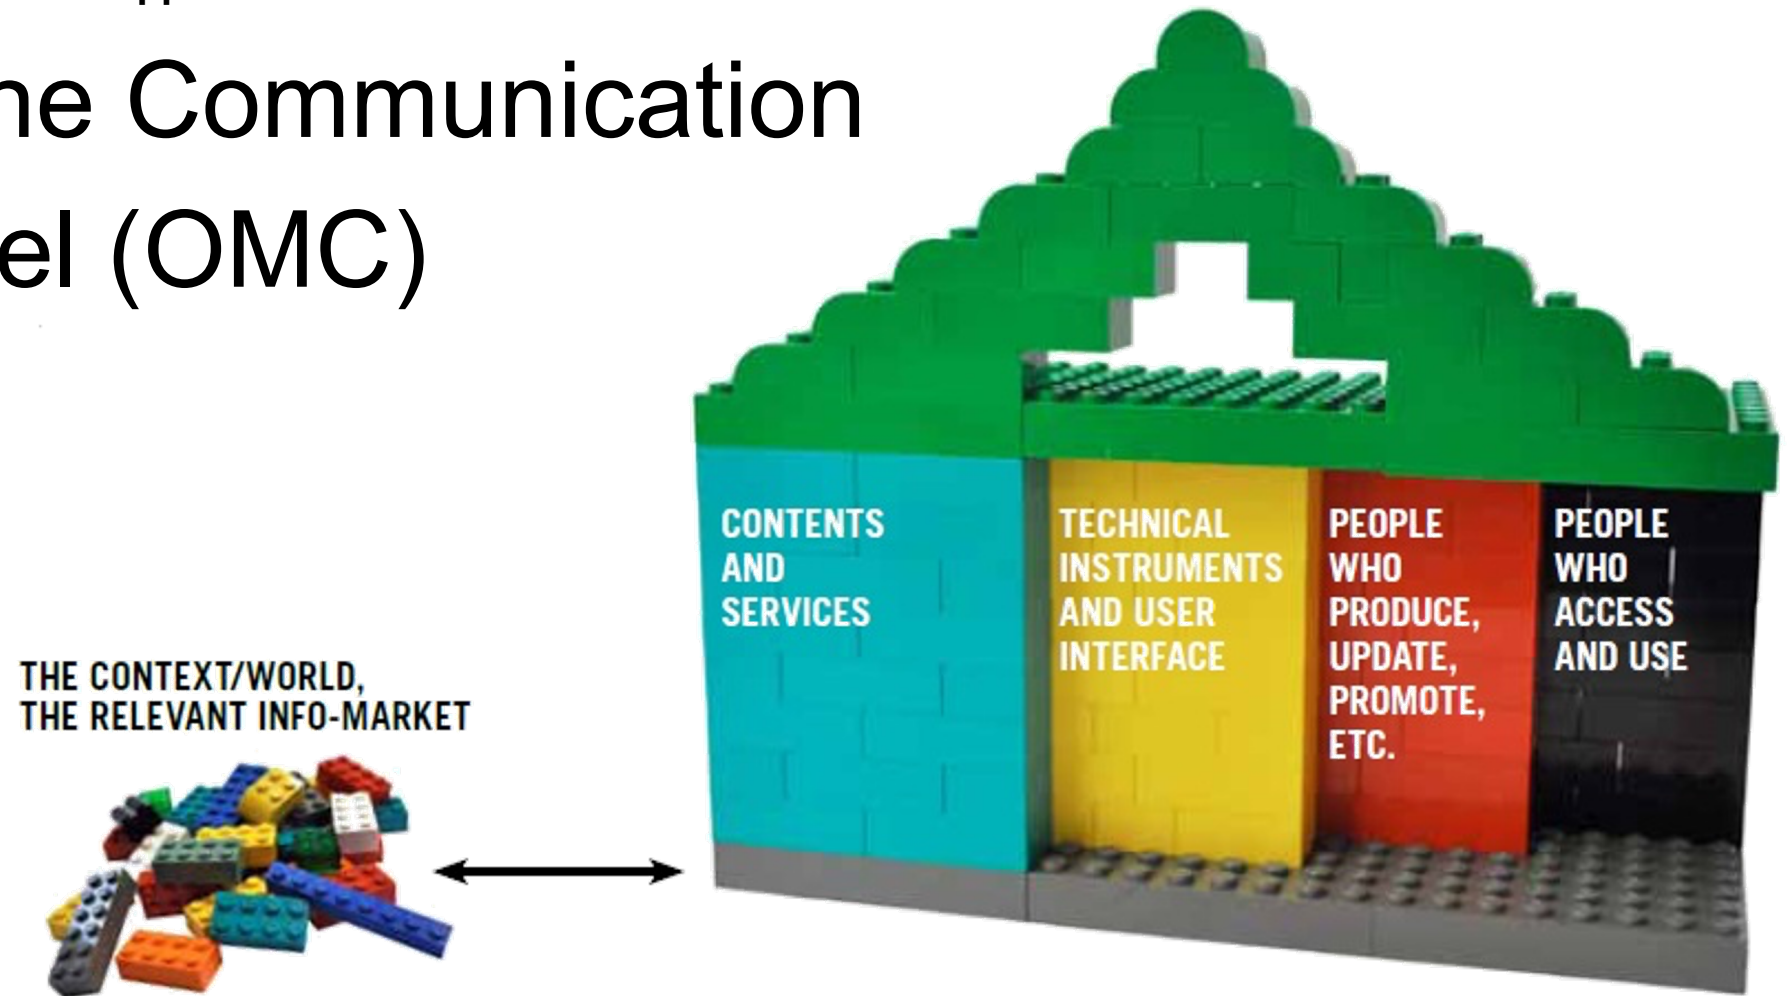 ne Communication
el (OMC)
CONTENTS
AND
SERVICES
TECHNICAL
INSTRUMENTS
AND USER
INTERFACE
PEOPLE
WHO
PRODUCE,
UPDATE,
PROMOTE,
ETC.
PEOPLE
WHO
ACCESS
AND USE
THE CONTEXT/WORLD,
THE RELEVANT INFO-MARKET